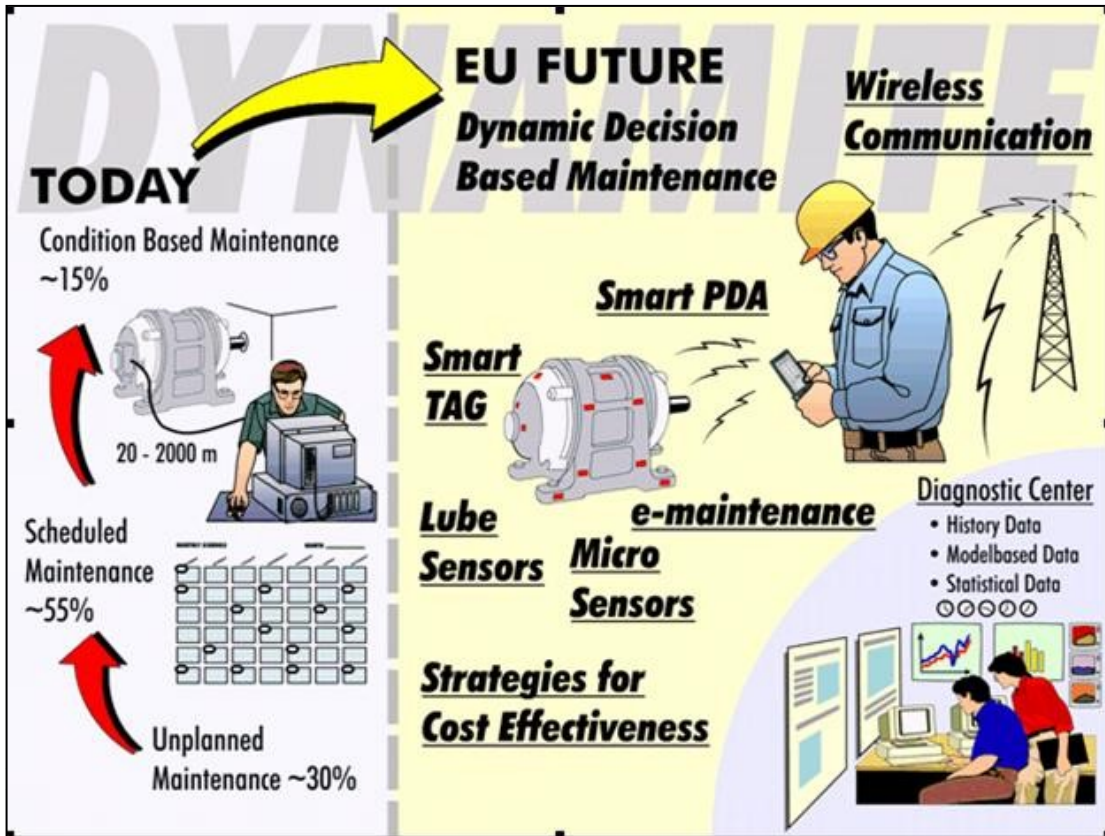 DYNAMITE
TODAY
Condition Based Maintenance
~15%
20 - 2000 m
Scheduled
Maintenance
~55%
Unplanned
Maintenance ~30%
EU FUTURE
Dynamic Decision
Based Maintenance
Wireless
Communication
Smart PDA
Smart
TAG
Lube
Sensors
e-maintenance
Micro
Sensors
Strategies for
Cost Effectiveness
Diagnostic Center
• History Data
• Modelbased Data
• Statistical Data